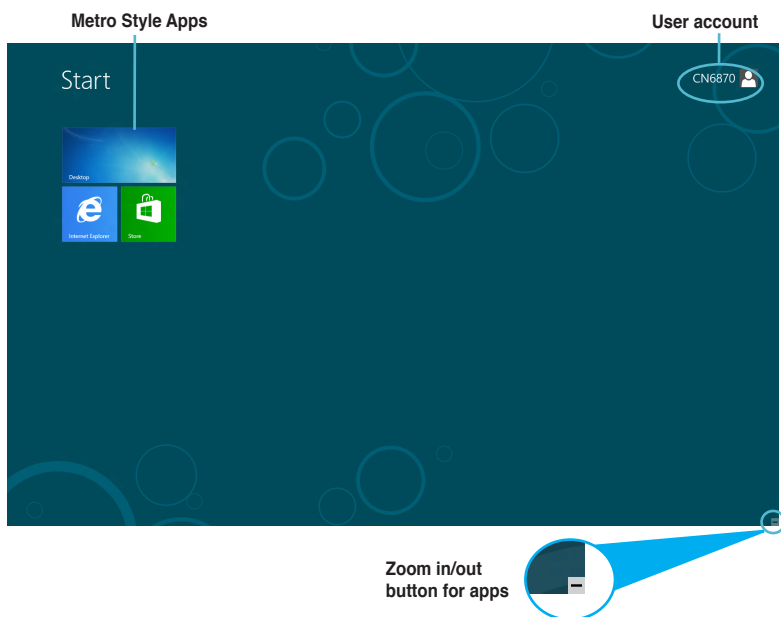 Metro Style Apps
User account
Start
CN6870
Desktop
Internet Explorer
Store
Zoom in/out
button for apps